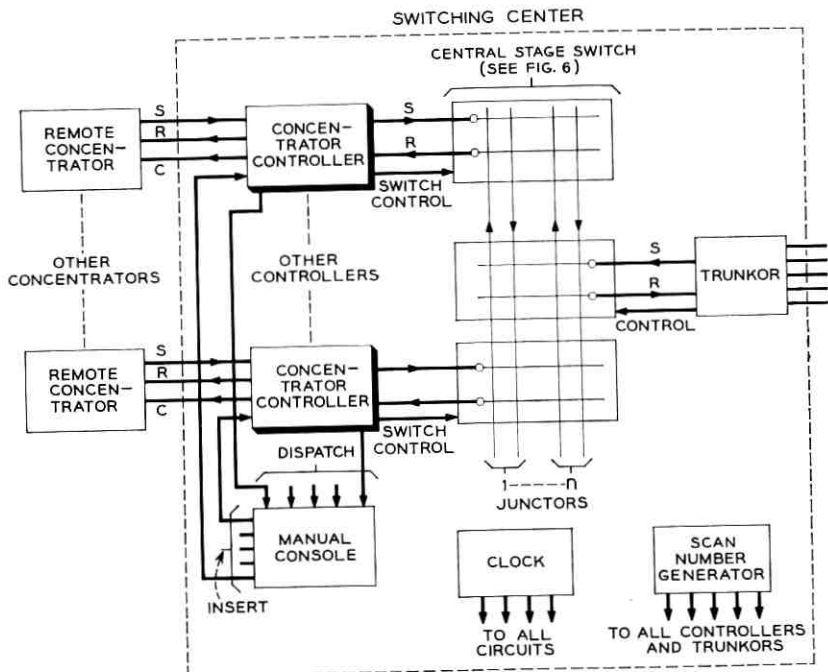 SWITCHING CENTER
CENTRAL STAGE SWITCH
(SEE FIG. 6)
REMOTE
CONCEN-
TRATOR
S
R
C
CONCEN-
TRATOR
CONTROLLER
S
R
SWITCH
CONTROL
OTHER
CONCENTRATORS
OTHER
CONTROLLERS
S
R
CONTROL
TRUNKOR
REMOTE
CONCEN-
TRATOR
S
R
C
CONCEN-
TRATOR
CONTROLLER
SWITCH
CONTROL
DISPATCH
1 ------ n
JUNCTORS
MANUAL
CONSOLE
INSERT
CLOCK
TO ALL
CIRCUITS
SCAN
NUMBER
GENERATOR
TO ALL CONTROLLERS
AND TRUNKORS